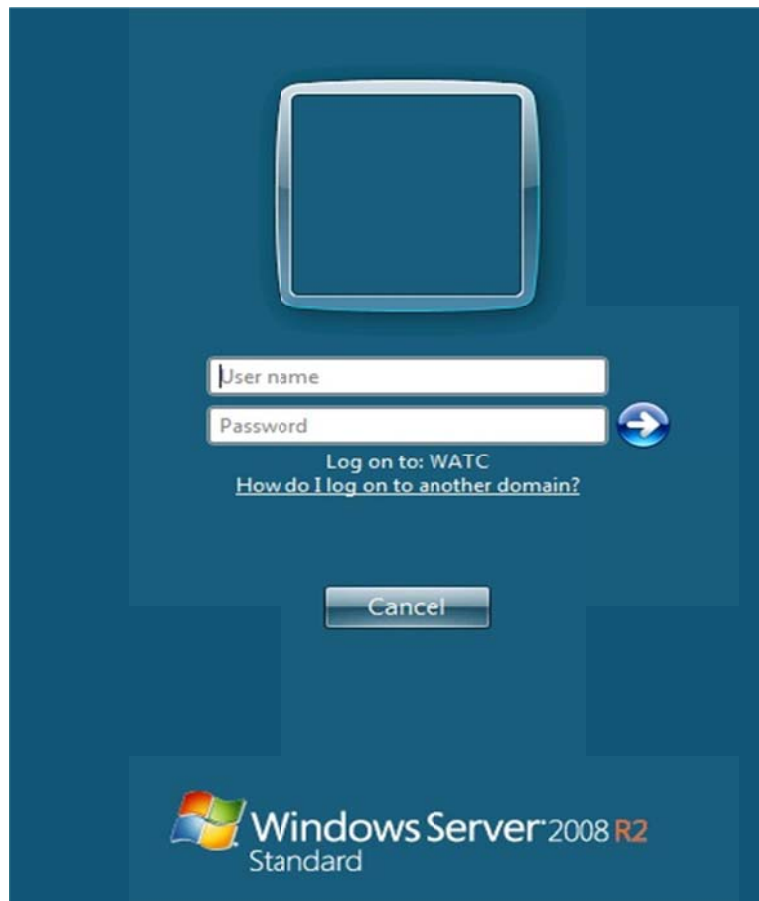 User name
Password
Log on to: WATC
How do I log on to another domain?
Cancel
Windows Server 2008 R2
Standard